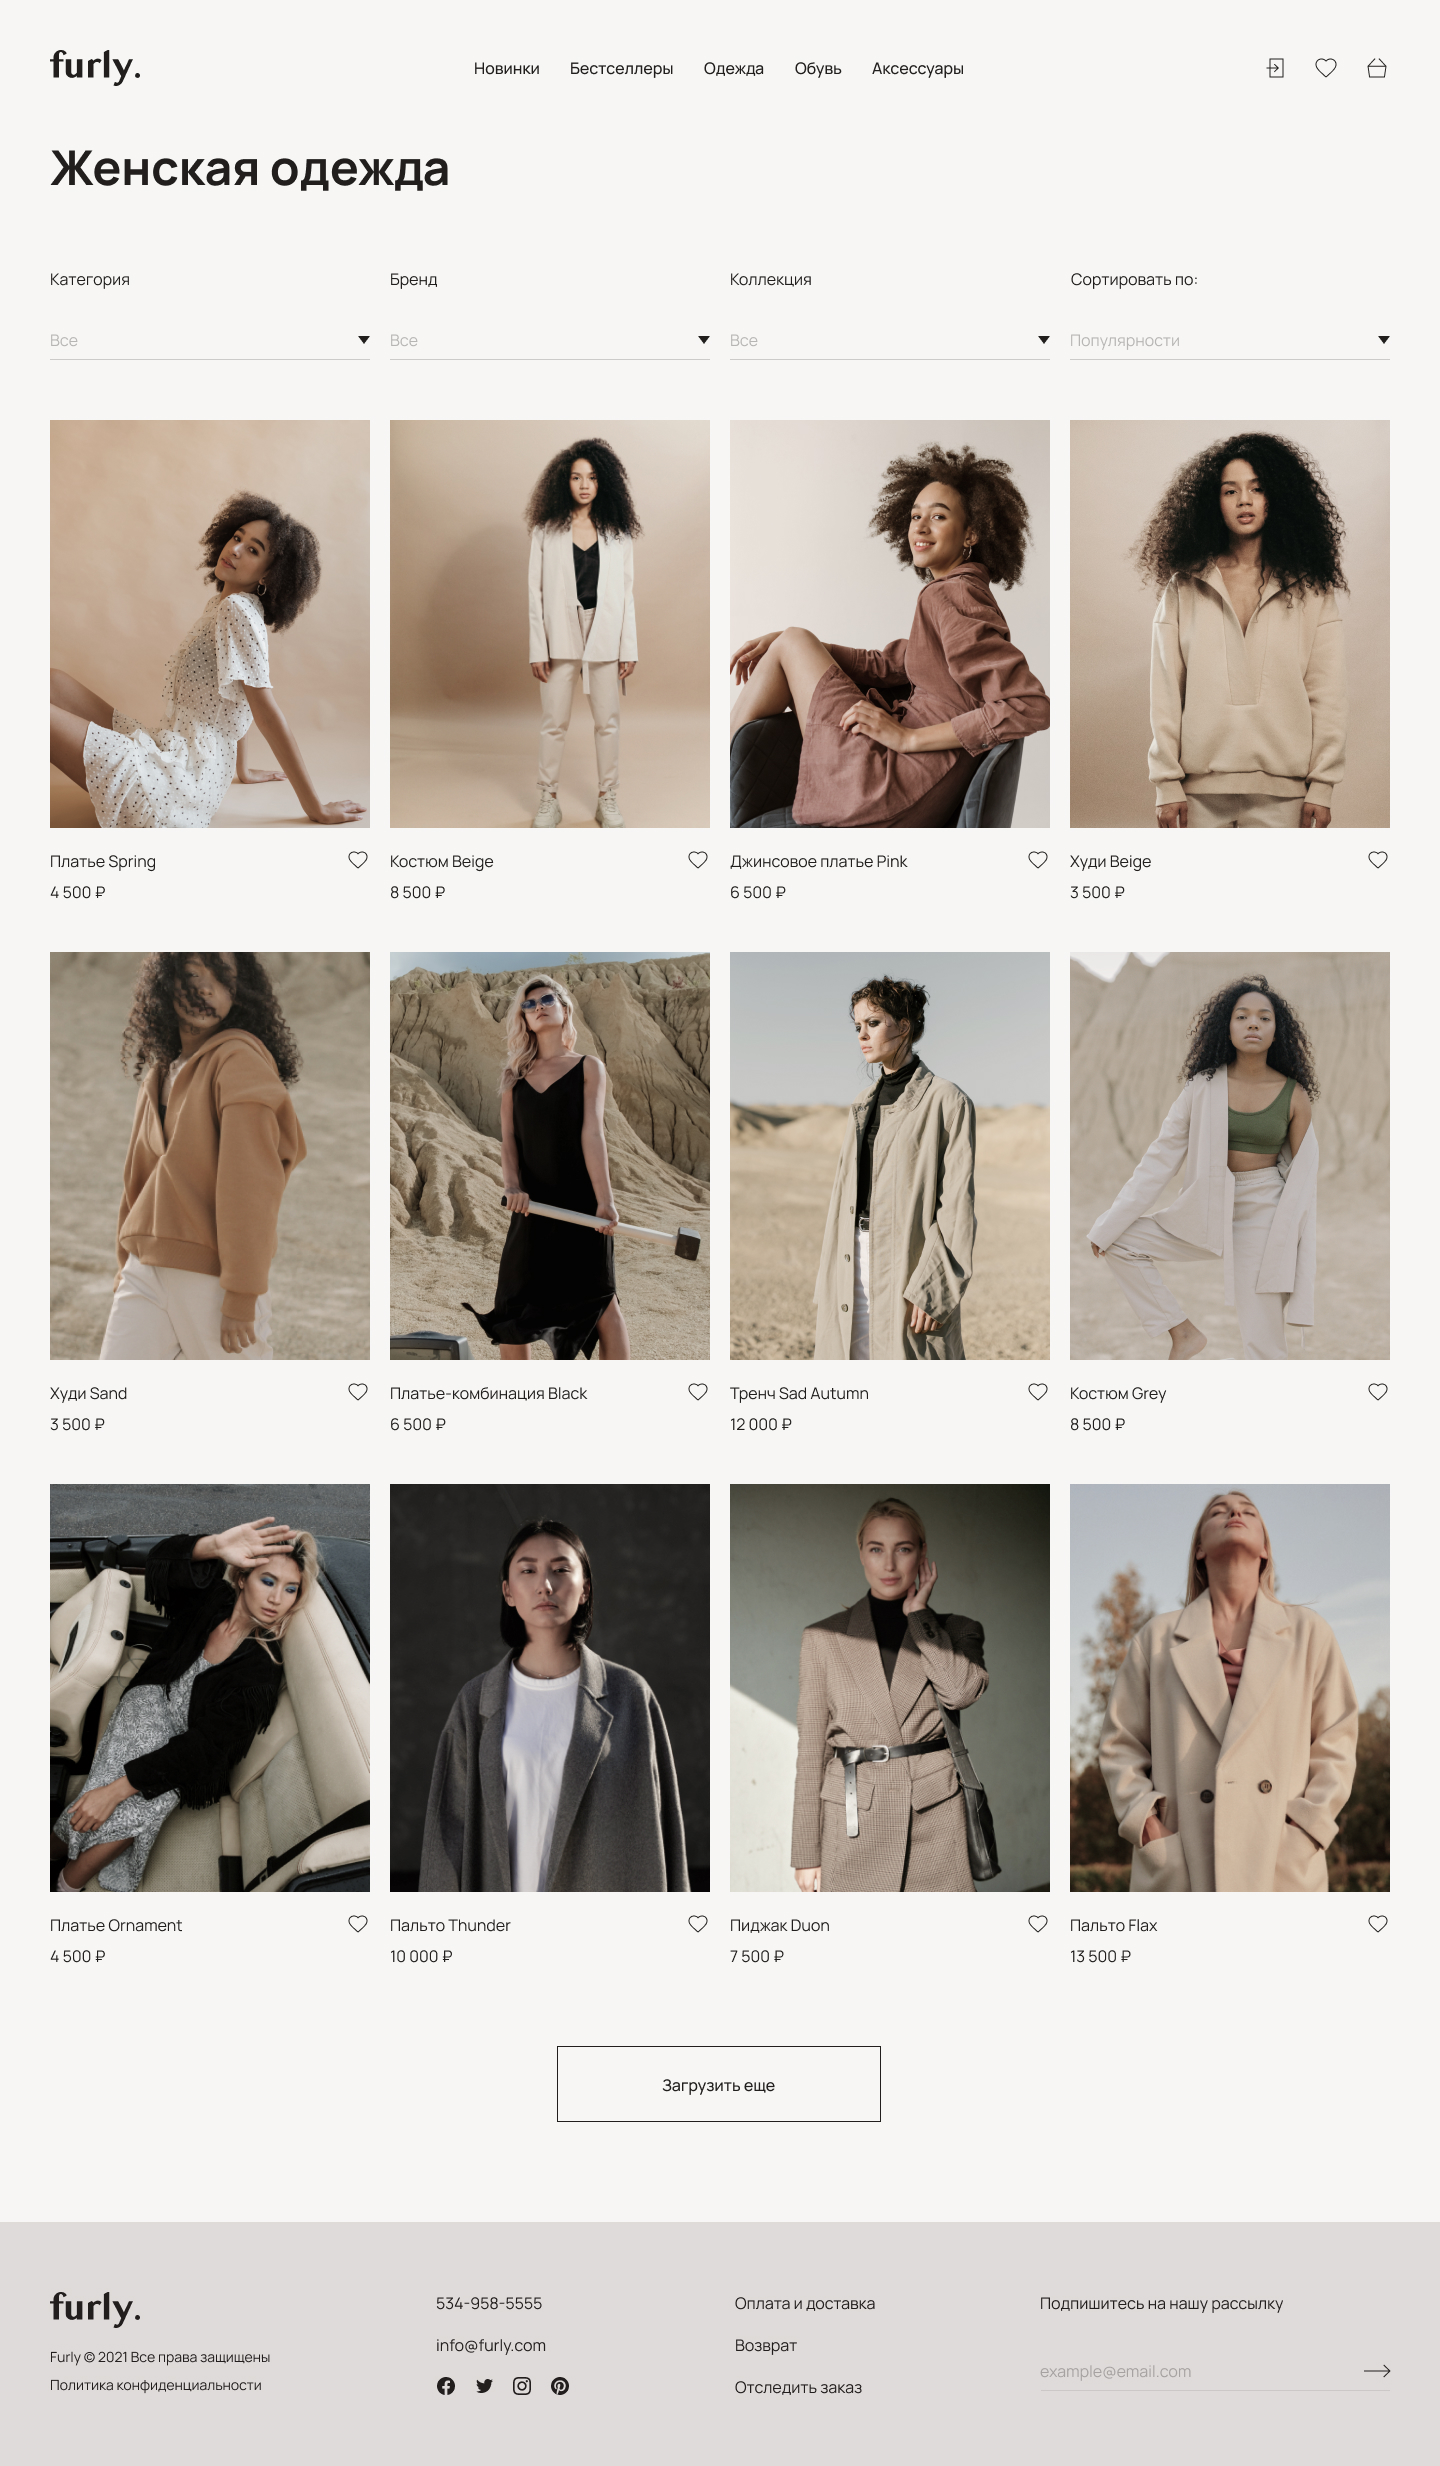 furly.
Новинки Бестселлеры Одежда Обувь Аксессуары
Женская одежда
Категория Бренд Коллекция Сортировать по:
Все Все Все Популярности
Платье Spring Костюм Beige Джинсовое платье Pink Худи Beige
4 500 ₽ 8 500 ₽ 6 500 ₽ 3 500 ₽
Худи Sand Платье-комбинация Black Тренч Sad Autumn Костюм Grey
3 500 ₽ 6 500 ₽ 12 000 ₽ 8 500 ₽
Платье Ornament Пальто Thunder Пиджак Duon Пальто Flax
4 500 ₽ 10 000 ₽ 7 500 ₽ 13 500 ₽
Загрузить еще
furly.
Furly © 2021 Все права защищены
Политика конфиденциальности
534-958-5555
info@furly.com
Оплата и доставка
Возврат
Отследить заказ
Подпишитесь на нашу рассылку
example@email.com